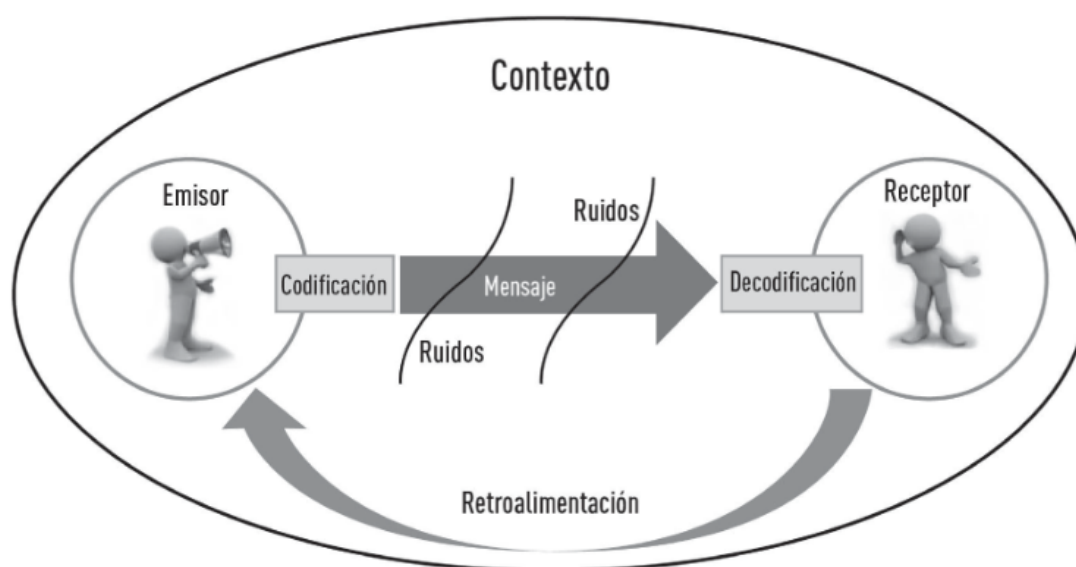 Contexto
Emisor
Receptor
Ruidos
Codificación
Mensaje
Decodificación
Ruidos
Retroalimentación